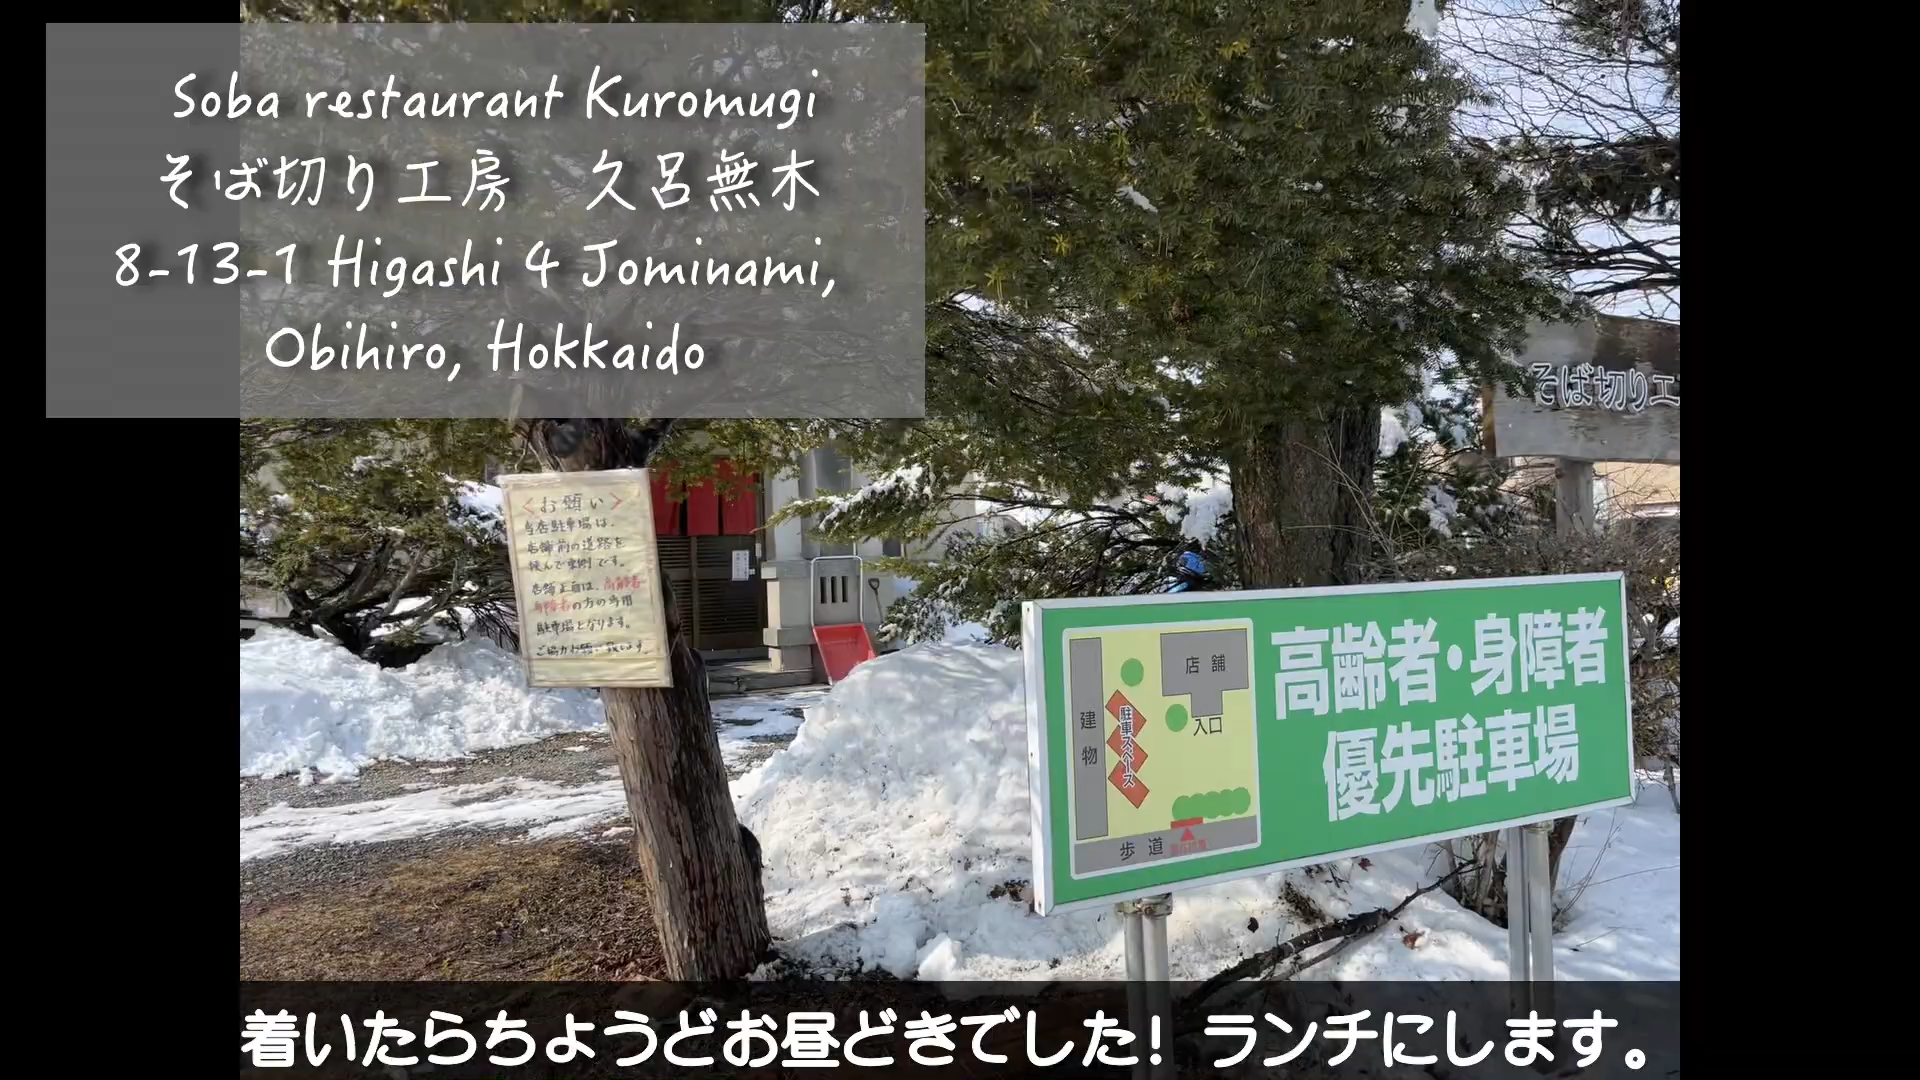 Soba restaurant Kuromugi
そば切り工房　久呂無木
8-13-1 Higashi 4 Jominami,
Obihiro, Hokkaido
そば切り工
<お願い>
当店駐車場は、
店舗前の道路を
挟んで東側です。
店舗正面は、高齢者
身障者の方の専用
駐車場となります。
ご協力お願い致します。
高齢者・身障者
優先駐車場
店舗
建物
駐車スペース
入口
歩道
着いたらちようどお昼どきでした! ランチにします。